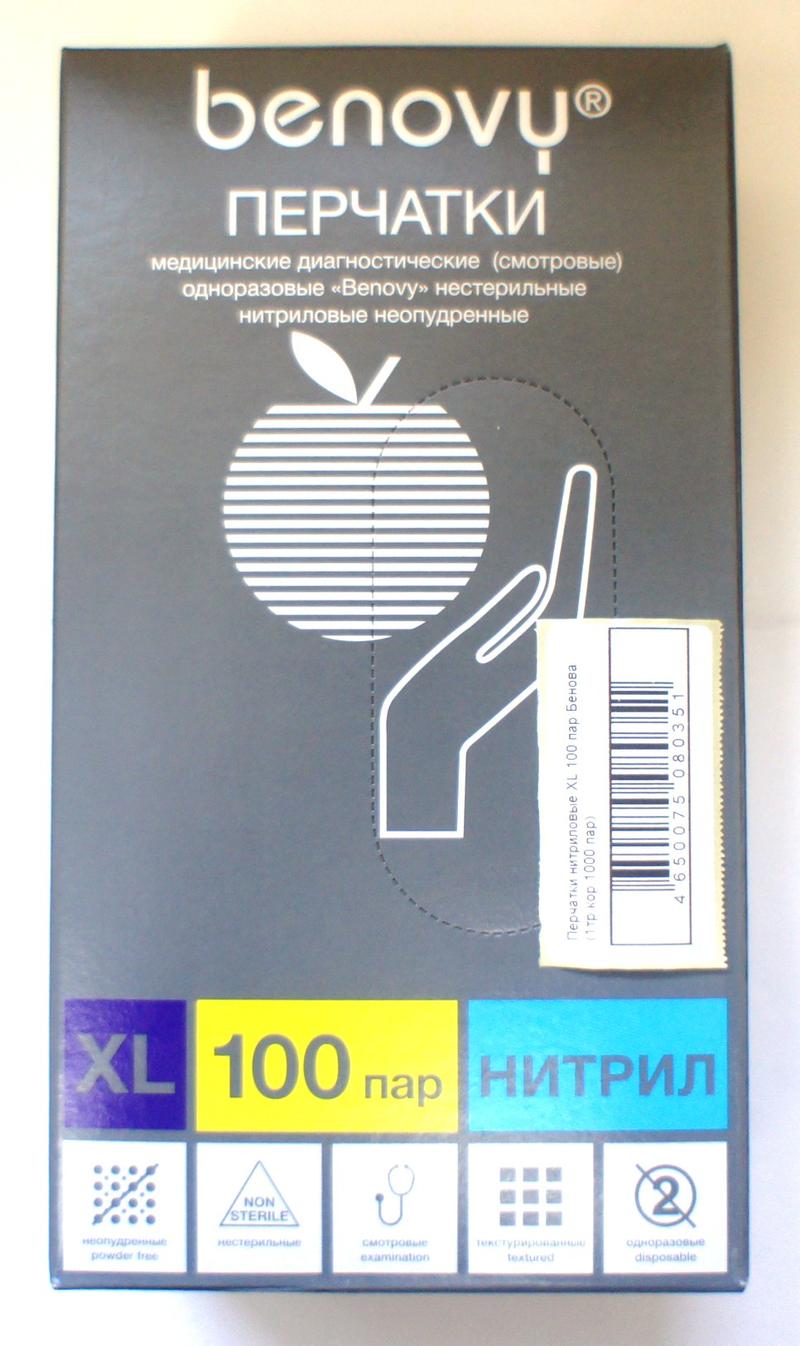 benovy®
ПЕРЧАТКИ
медицинские диагностические (смотровые)
одноразовые «Benovy» нестерильные
нитриловые неопудренные
Перчатки нитриловые XL 100 пар Бенова
(1 тр.кор 1000 пар)
4 650075 080351
XL
100 пар
НИТРИЛ
неопудренные
powder free
NON
STERILE
нестерильные
смотровые
examination
текстурированные
textured
2
одноразовые
disposable